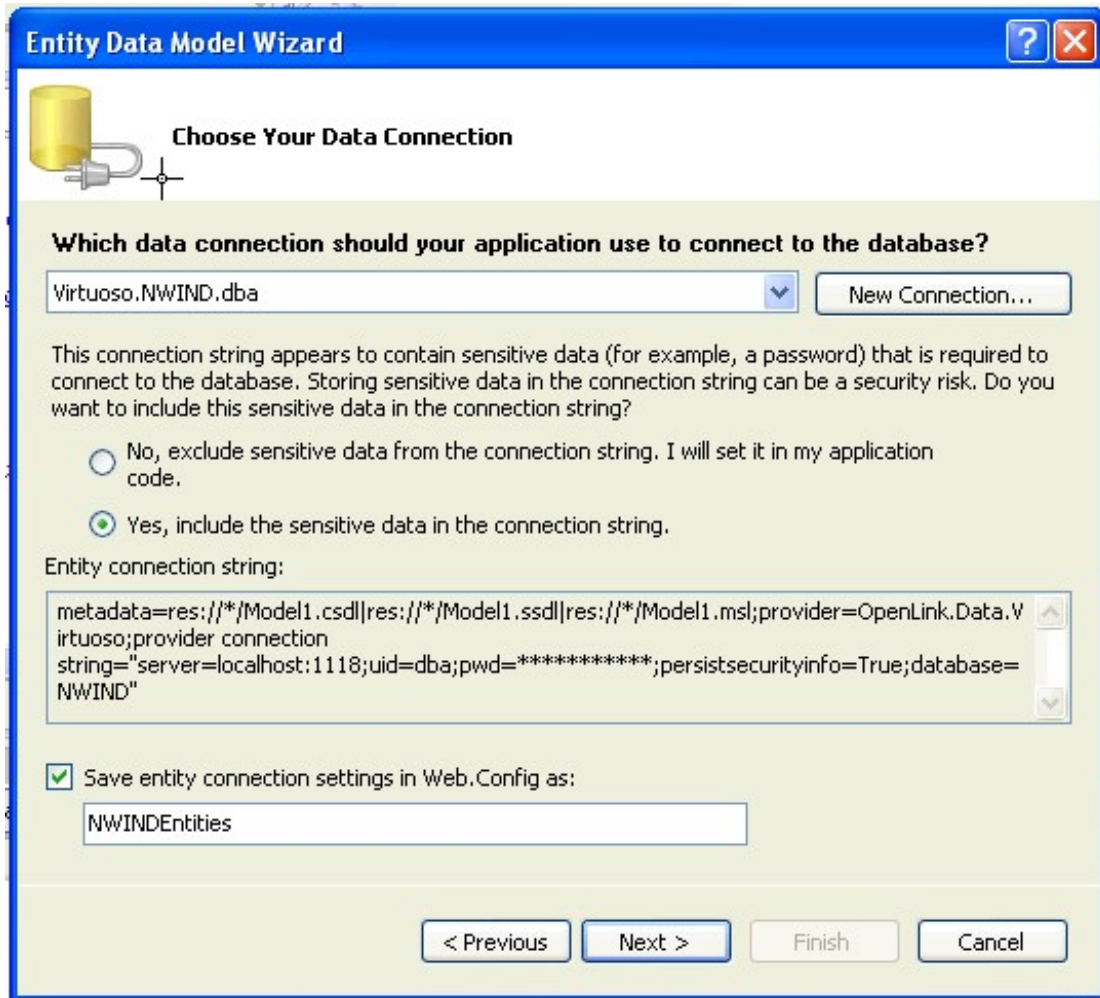 Entity Data Model Wizard
Choose Your Data Connection
Which data connection should your application use to connect to the database?
Virtuoso.NWIND.dba
New Connection...
This connection string appears to contain sensitive data (for example, a password) that is required to
connect to the database. Storing sensitive data in the connection string can be a security risk. Do you
want to include this sensitive data in the connection string?
No, exclude sensitive data from the connection string. I will set it in my application
code.
Yes, include the sensitive data in the connection string.
Entity connection string:
metadata=res://*/Model1.csdl|res://*/Model1.ssdl|res://*/Model1.msl;provider=OpenLink.Data.V
irtuoso;provider connection
string="server=localhost:1118;uid=dba;pwd=***********;persistsecurityinfo=True;database=
NWIND"
Save entity connection settings in Web.Config as:
NWINDEntities
< Previous
Next >
Finish
Cancel